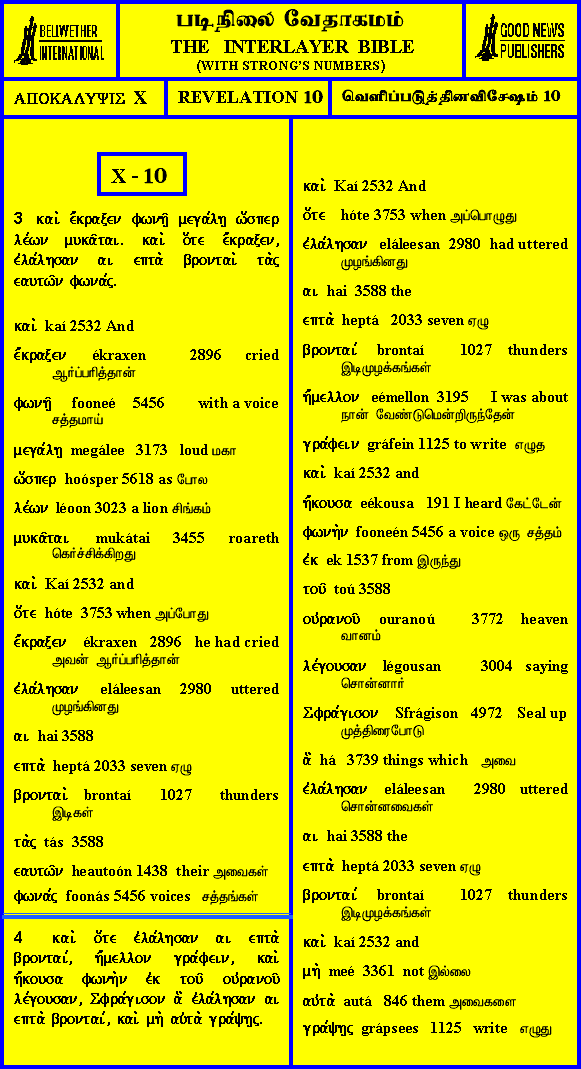 BELLWETHER
INTERNATIONAL
படிநிலை வேதாகமம்
THE INTERLAYER BIBLE
(WITH STRONG'S NUMBERS)
GOOD NEWS
PUBLISHERS
ΑΠΟΚΑΛΥΨΙΣ X
REVELATION 10
வெளிப்படுத்தினவிசேஷம் 10
X - 10
3 καὶ ἔκραξεν φωνῇ μεγάλῃ ὥσπερ
λέων μυκᾶται. καὶ ὅτε ἔκραξεν,
ἐλάλησαν αι επτὰ βρονταὶ τὰς
εαυτῶν φωνάς.
καὶ kaí 2532 And
ἔκραξεν ékraxen 2896 cried
ஆர்ப்பரித்தான்
φωνῇ fooneé 5456 with a voice
சத்தமாய்
μεγάλῃ megálee 3173 loud மகா
ὥσπερ hoósper 5618 as போல
λέων léoon 3023 a lion சிங்கம்
μυκᾶται mukátai 3455 roareth
கெர்ச்சிக்கிறது
καὶ Kaí 2532 and
ὅτε hóte 3753 when அப்போது
ἔκραξεν ékraxen 2896 he had cried
அவன் ஆர்ப்பரித்தான்
ἐλάλησαν eláleesan 2980 uttered
முழங்கினது
αι hai 3588
επτὰ heptá 2033 seven ஏழு
βρονταὶ brontaí 1027 thunders
இடிகள்
τὰς tás 3588
εαυτῶν heautoón 1438 their அவைகள்
φωνάς foonás 5456 voices சத்தங்கள்
4 καὶ ὅτε ἐλάλησαν αι επτὰ
βρονταί, ἤμελλον γράφειν, καὶ
ἤκουσα φωνὴν ἐκ τοῦ οὐρανοῦ
λέγουσαν, Σφράγισον ἃ ἐλάλησαν αι
επτὰ βρονταί, καὶ μὴ αὐτὰ γράψῃς.
καὶ Kaí 2532 And
ὅτε hóte 3753 when அப்பொழுது
ἐλάλησαν eláleesan 2980 had uttered
முழங்கினது
αι hai 3588 the
επτὰ heptá 2033 seven ஏழு
βρονταί brontaí 1027 thunders
இடிமுழக்கங்கள்
ἤμελλον eémellon 3195 I was about
நான் வேண்டுமென்றிருந்தேன்
γράφειν gráfein 1125 to write எழுத
καὶ kaí 2532 and
ἤκουσα eékousa 191 I heard கேட்டேன்
φωνὴν fooneén 5456 a voice ஒரு சத்தம்
ἐκ ek 1537 from இருந்து
τοῦ toú 3588
οὐρανοῦ ouranoú 3772 heaven
வானம்
λέγουσαν légousan 3004 saying
சொன்னார்
Σφράγισον Sfrágison 4972 Seal up
முத்திரைபோடு
ἃ há 3739 things which அவை
ἐλάλησαν eláleesan 2980 uttered
சொன்னவைகள்
αι hai 3588 the
επτὰ heptá 2033 seven ஏழு
βρονταί brontaí 1027 thunders
இடிமுழக்கங்கள்
καὶ kaí 2532 and
μὴ meé 3361 not இல்லை
αὐτὰ autá 846 them அவைகளை
γράψῃς grápsees 1125 write எழுது